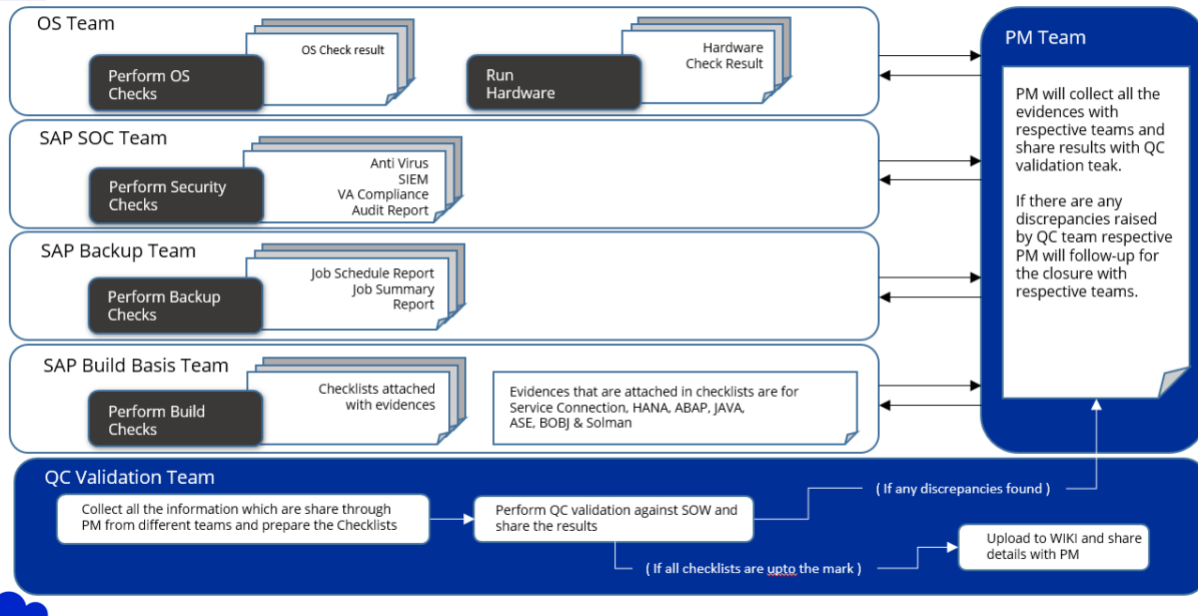 OS Team
Perform OS
Checks
OS Check result
Run
Hardware
Hardware
Check Result
SAP SOC Team
Perform Security
Checks
Anti Virus
SIEM
VA Compliance
Audit Report
SAP Backup Team
Perform Backup
Checks
Job Schedule Report
Job Summary
Report
SAP Build Basis Team
Perform Build
Checks
Checklists attached
with evidences
Evidences that are attached in checklists are for
Service Connection, HANA, ABAP, JAVA,
ASE, BOBJ & Solman
PM Team
PM will collect all the
evidences with
respective teams and
share results with QC
validation teak.
If there are any
discrepancies raised
by QC team respective
PM will follow-up for
the closure with
respective teams.
QC Validation Team
Collect all the information which are share through
PM from different teams and prepare the Checklists
Perform QC validation against SOW and
share the results
( If any discrepancies found )
( If all checklists are upto the mark )
Upload to WIKI and share
details with PM